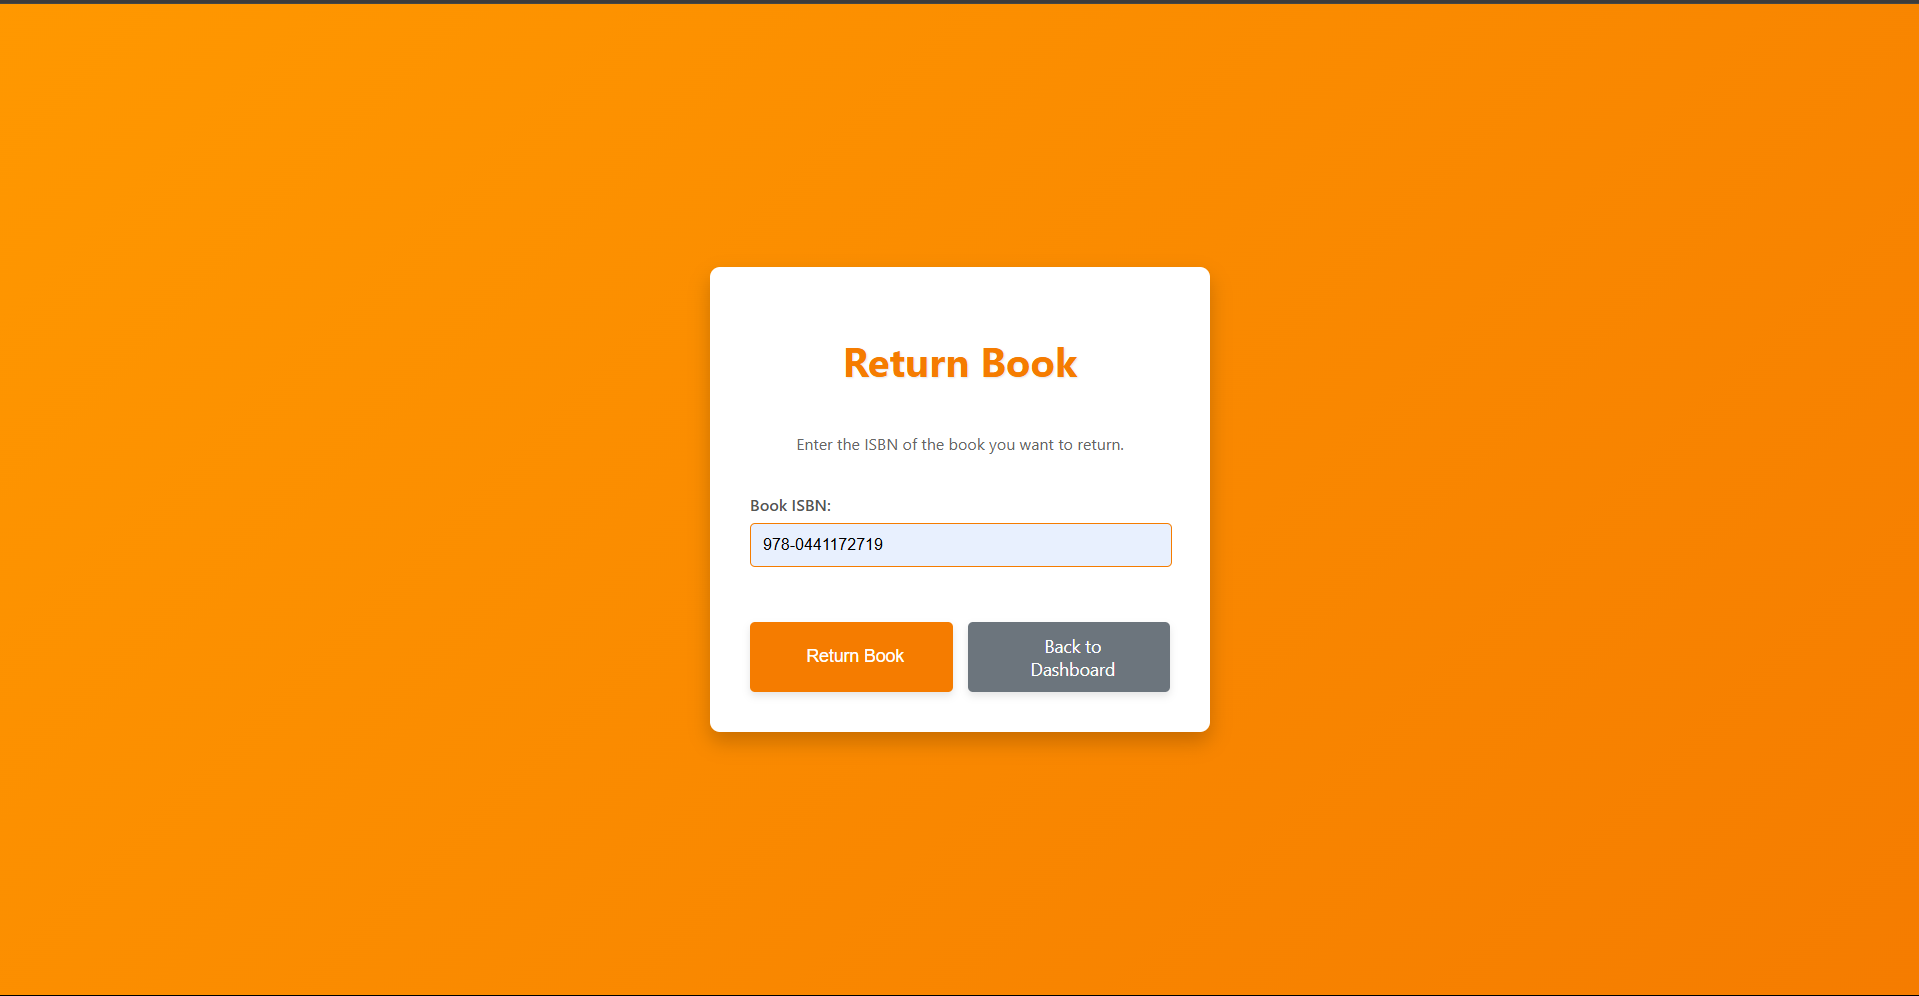 Return Book
Enter the ISBN of the book you want to return.
Book ISBN:
978-0441172719
Return Book
Back to
Dashboard